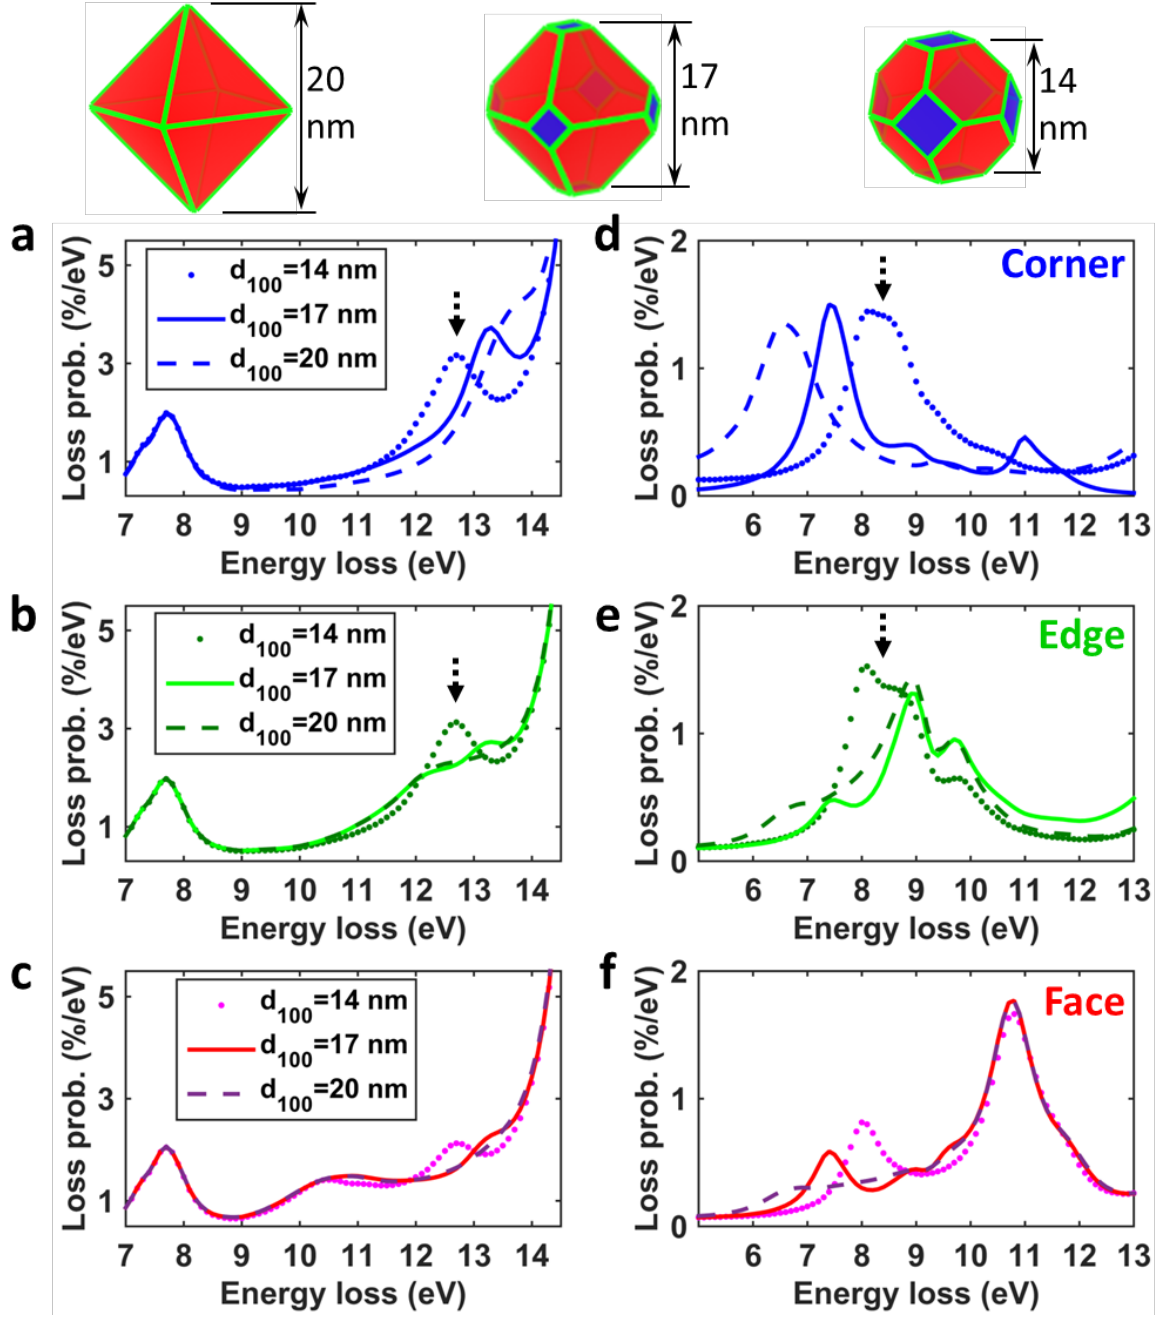 20
nm
17
nm
14
nm
a
Loss prob. (%/eV)
5
3
1
d100=14 nm
d100=17 nm
d100=20 nm
7 8 9 10 11 12 13 14
Energy loss (eV)
d
Loss prob. (%/eV)
2
1
0
Corner
6 7 8 9 10 11 12 13
Energy loss (eV)
b
Loss prob. (%/eV)
5
3
1
d100=14 nm
d100=17 nm
d100=20 nm
7 8 9 10 11 12 13 14
Energy loss (eV)
e
Loss prob. (%/eV)
2
1
0
Edge
6 7 8 9 10 11 12 13
Energy loss (eV)
c
Loss prob. (%/eV)
5
3
1
d100=14 nm
d100=17 nm
d100=20 nm
7 8 9 10 11 12 13 14
Energy loss (eV)
f
Loss prob. (%/eV)
2
1
0
Face
6 7 8 9 10 11 12 13
Energy loss (eV)